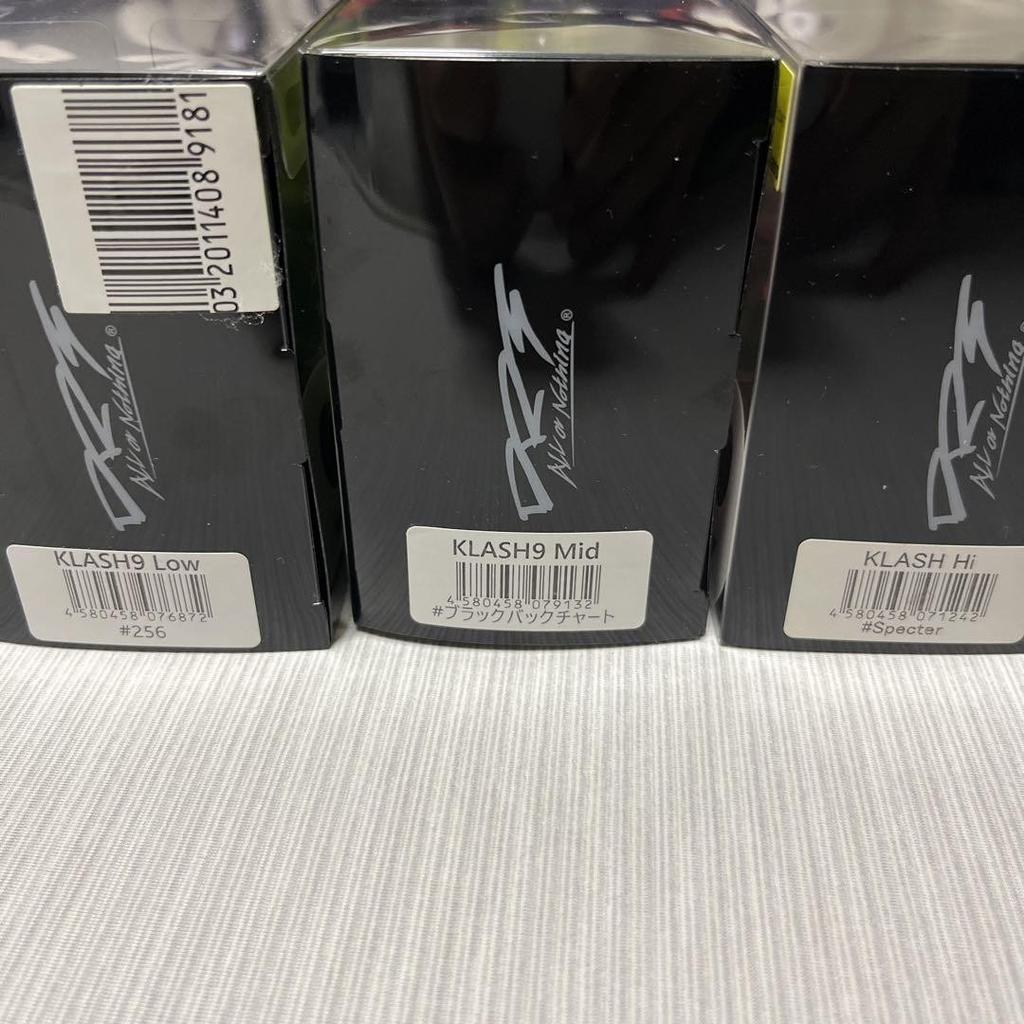 03 2011408 9181
All or Nothing ®
KLASH9 Low
4 580458 076872
#256
All or Nothing ®
KLASH9 Mid
4 580458 079132
#ブラックバックチャート
All or Nothing ®
KLASH Hi
4 580458 071242
#Specter